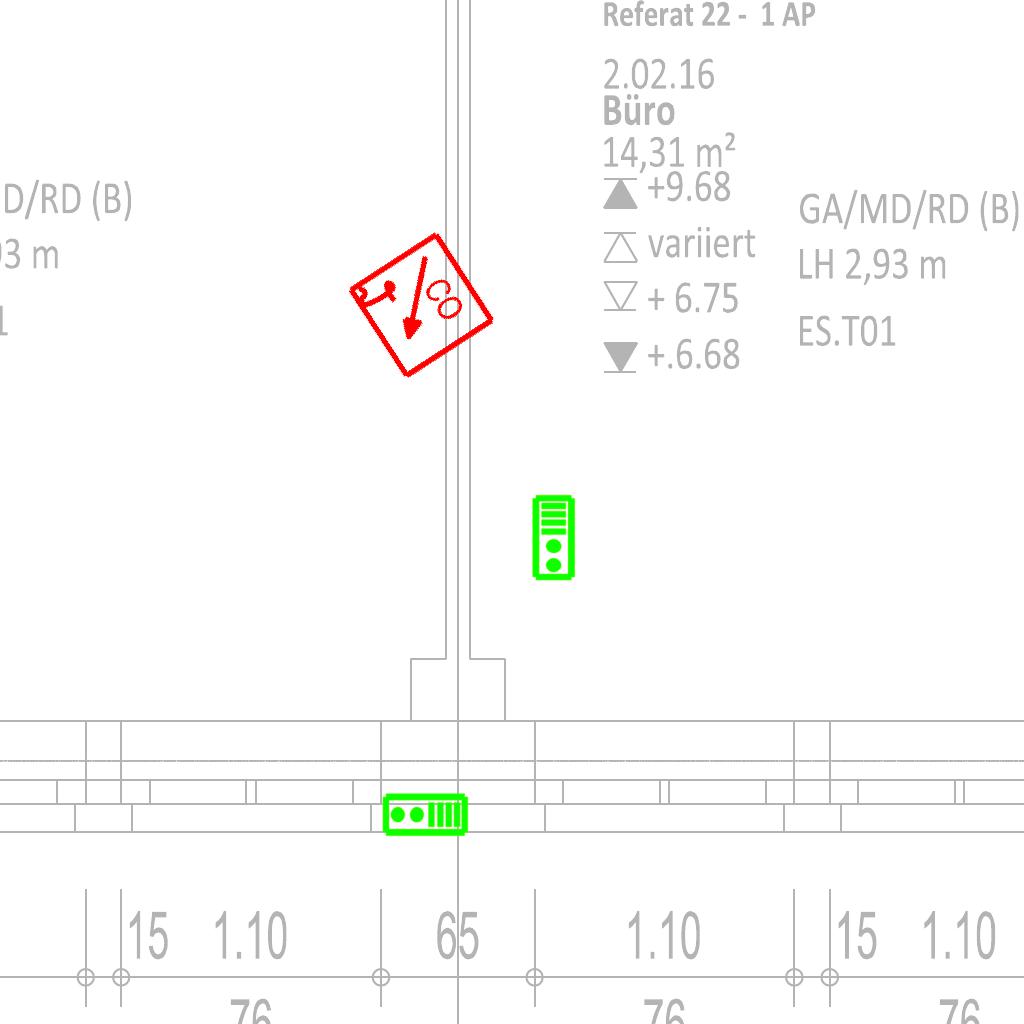 Referat 22 - 1 AP
2.02.16
Büro
14,31 m²
+9.68
variiert
+ 6.75
+.6.68
GA/MD/RD (B)
LH 2,93 m
ES.T01
D/RD (B)
93 m
1
CO
15 1.10 65 1.10 15 1.10
76 76 76